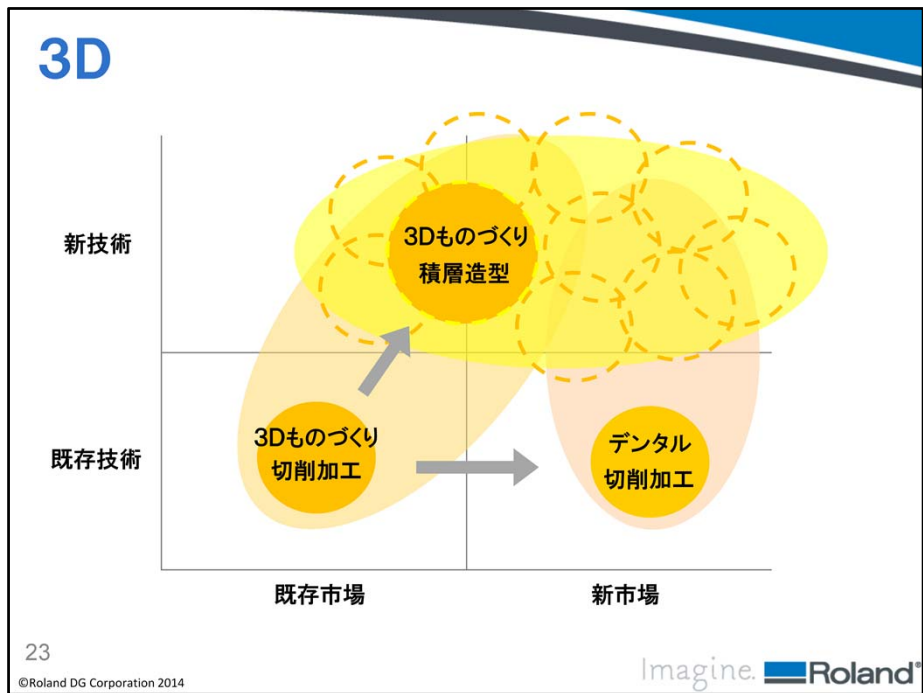 3D
新技術
3Dものづくり
積層造型
既存技術
3Dものづくり
切削加工
デンタル
切削加工
既存市場
新市場
23
©Roland DG Corporation 2014
Imagine. Roland®